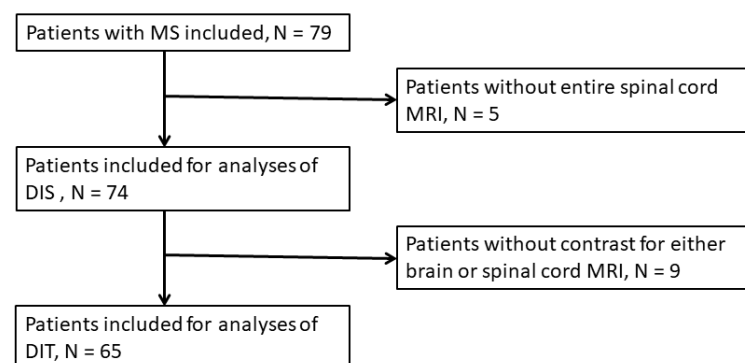 Patients with MS included, N = 79
Patients without entire spinal cord
MRI, N = 5
Patients included for analyses of
DIS , N = 74
Patients without contrast for either
brain or spinal cord MRI, N = 9
Patients included for analyses of
DIT, N = 65